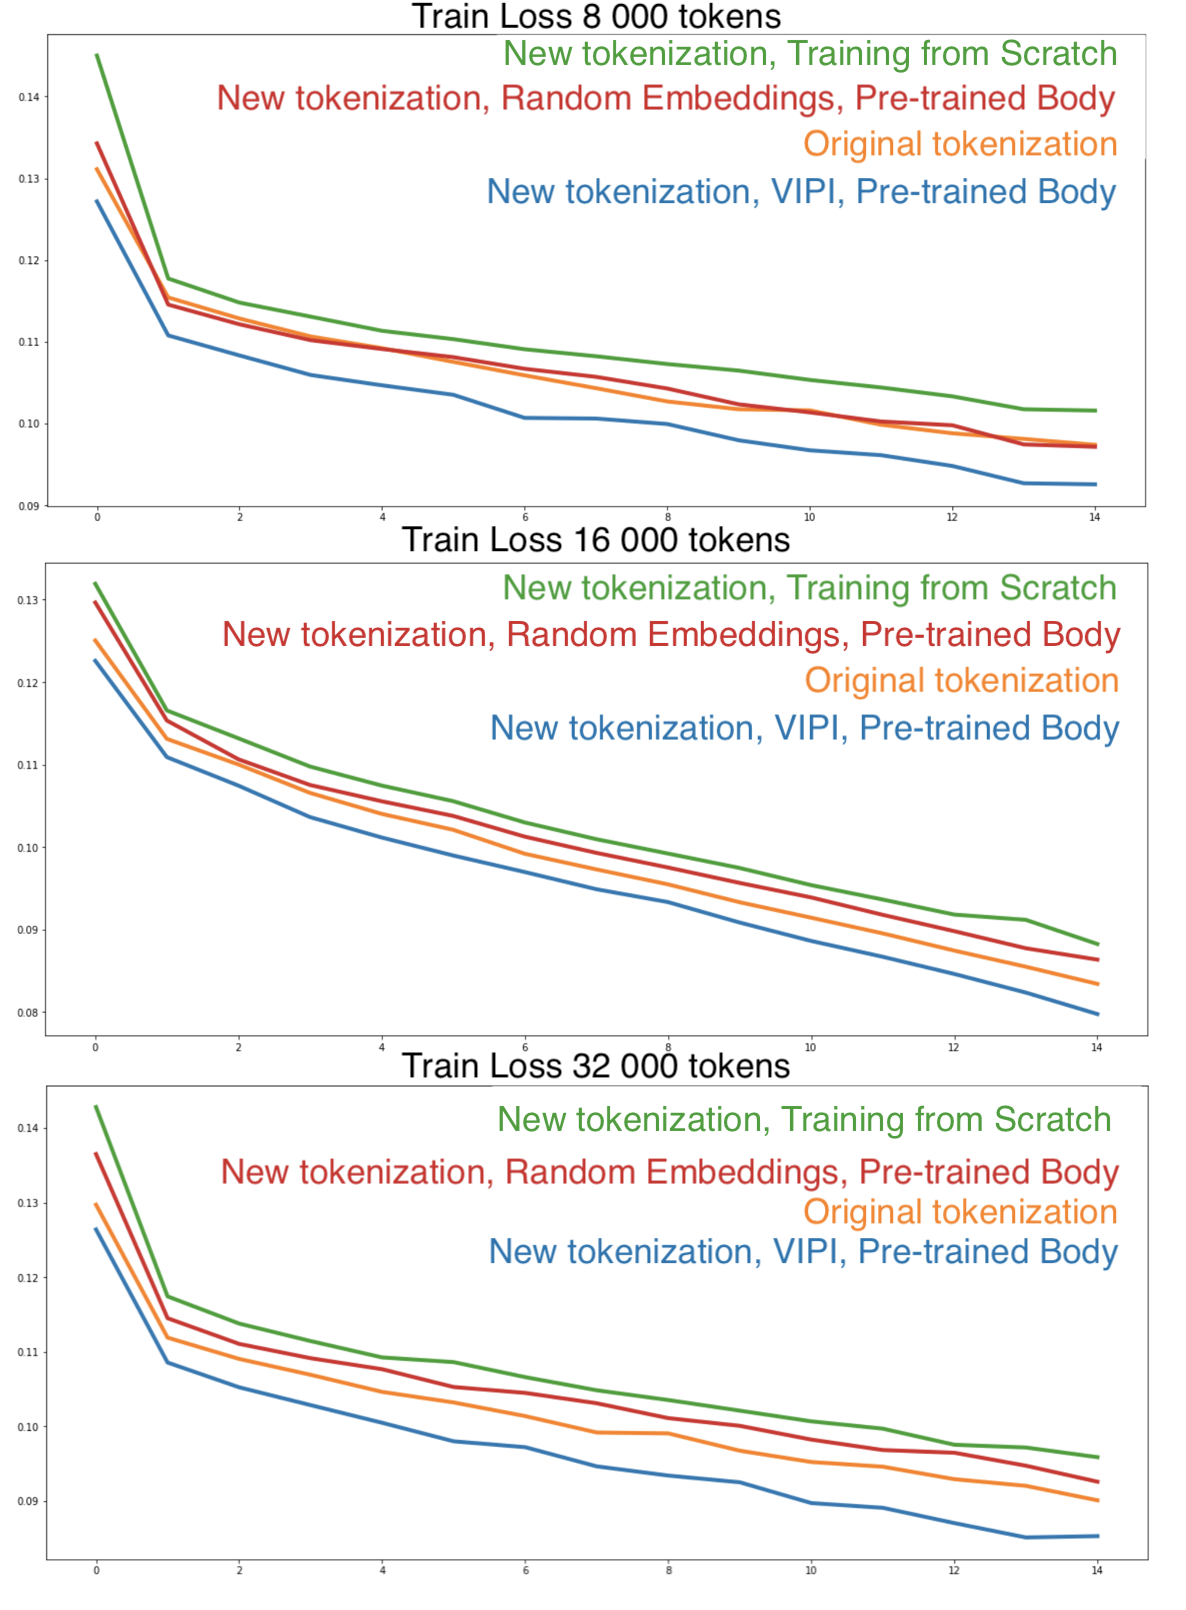 Train Loss 8 000 tokens
New tokenization, Training from Scratch
0.14
New tokenization, Random Embeddings, Pre-trained Body
Original tokenization
0.13
New tokenization, VIPI, Pre-trained Body
0.12
0.11
0.10
0.09
0 2 4 6 8 10 12 14
Train Loss 16 000 tokens
New tokenization, Training from Scratch
0.13
New tokenization, Random Embeddings, Pre-trained Body
Original tokenization
0.12
New tokenization, VIPI, Pre-trained Body
0.11
0.10
0.09
0.08
0 2 4 6 8 10 12 14
Train Loss 32 000 tokens
New tokenization, Training from Scratch
0.14
New tokenization, Random Embeddings, Pre-trained Body
0.13
Original tokenization
New tokenization, VIPI, Pre-trained Body
0.12
0.11
0.10
0.09
0 2 4 6 8 10 12 14